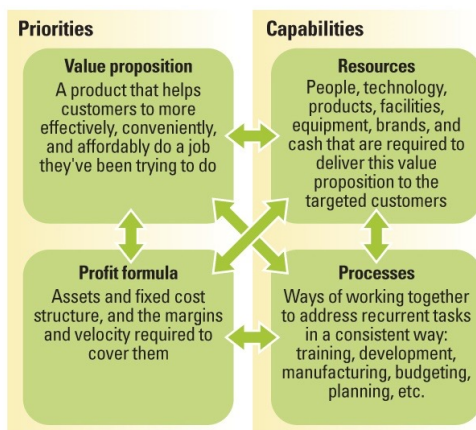 Priorities
Value proposition
A product that helps
customers to more
effectively, conveniently,
and affordably do a job
they've been trying to do
Profit formula
Assets and fixed cost
structure, and the margins
and velocity required to
cover them
Capabilities
Resources
People, technology,
products, facilities,
equipment, brands, and
cash that are required to
deliver this value
proposition to the
targeted customers
Processes
Ways of working together
to address recurrent tasks
in a consistent way:
training, development,
manufacturing, budgeting,
planning, etc.